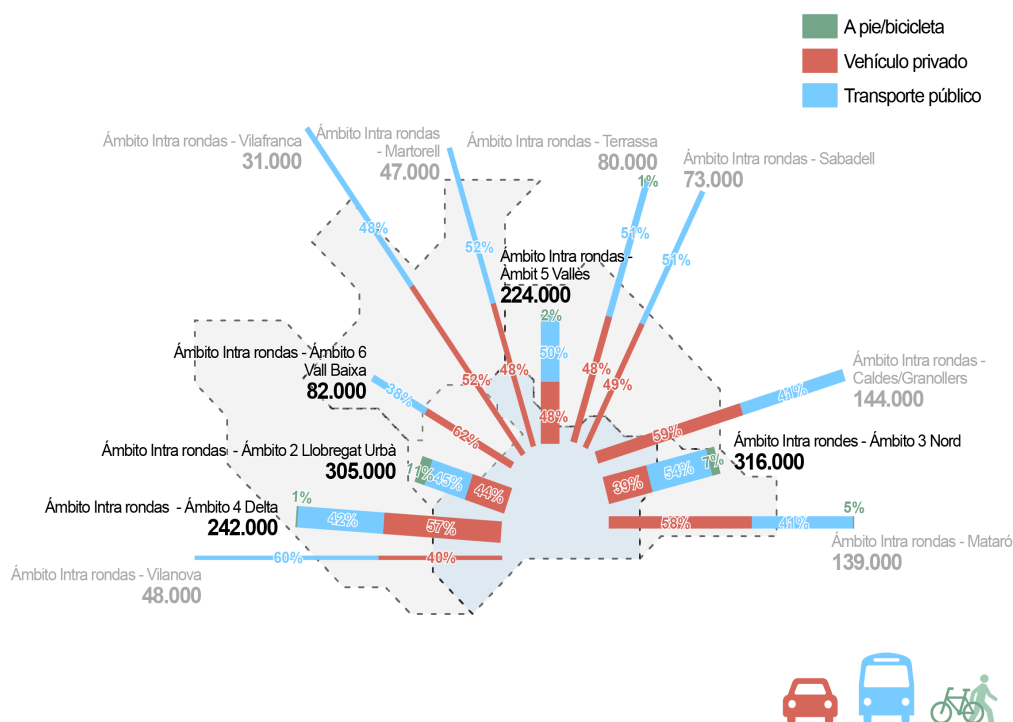 A pie/bicicleta
Vehículo privado
Transporte público
Ámbito Intra rondas - Vilafranca
31.000
Ámbito Intra rondas
- Martorell
47.000
Ámbito Intra rondas - Terrassa
80.000
Ámbito Intra rondas - Sabadell
73.000
1%
48%
52%
51%
51%
Ámbito Intra rondas -
Àmbit 5 Vallès
224.000
2%
50%
48%
52%
48%
48%
49%
Ámbito Intra rondas - Ámbito 6
Vall Baixa
82.000
38%
62%
Ámbito Intra rondas -
Caldes/Granollers
144.000
41%
59%
Ámbito Intra rondas - Ámbito 2 Llobregat Urbà
305.000
11%
45%
44%
Ámbito Intra rondes - Ámbito 3 Nord
316.000
39%
54%
7%
Ámbito Intra rondas - Ámbito 4 Delta
242.000
1%
42%
57%
58%
41%
5%
Ámbito Intra rondas - Mataró
139.000
60%
40%
Ámbito Intra rondas - Vilanova
48.000